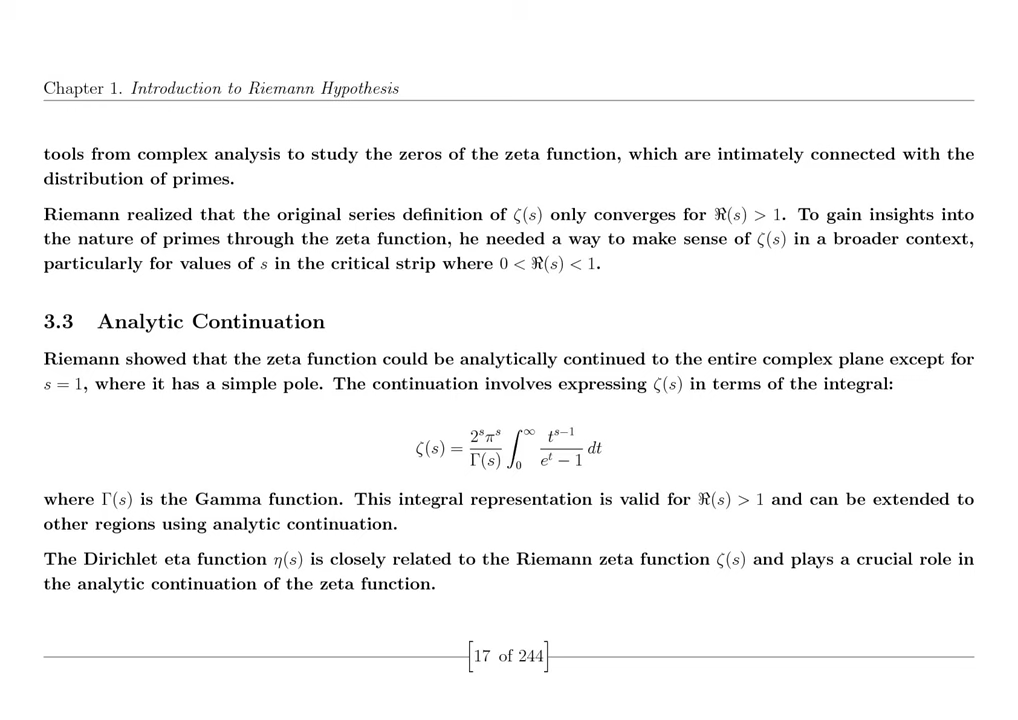 Chapter 1. Introduction to Riemann Hypothesis
tools from complex analysis to study the zeros of the zeta function, which are intimately connected with the
distribution of primes.
Riemann realized that the original series definition of ζ(s) only converges for ℜ(s) > 1. To gain insights into
the nature of primes through the zeta function, he needed a way to make sense of ζ(s) in a broader context,
particularly for values of s in the critical strip where 0 < ℜ(s) < 1.
3.3 Analytic Continuation
Riemann showed that the zeta function could be analytically continued to the entire complex plane except for
s = 1, where it has a simple pole. The continuation involves expressing ζ(s) in terms of the integral:
ζ(s) = \frac{2^s π^s}{Γ(s)} \int_0^∞ \frac{t^{s−1}}{e^t − 1} dt
where Γ(s) is the Gamma function. This integral representation is valid for ℜ(s) > 1 and can be extended to
other regions using analytic continuation.
The Dirichlet eta function η(s) is closely related to the Riemann zeta function ζ(s) and plays a crucial role in
the analytic continuation of the zeta function.
[17 of 244]